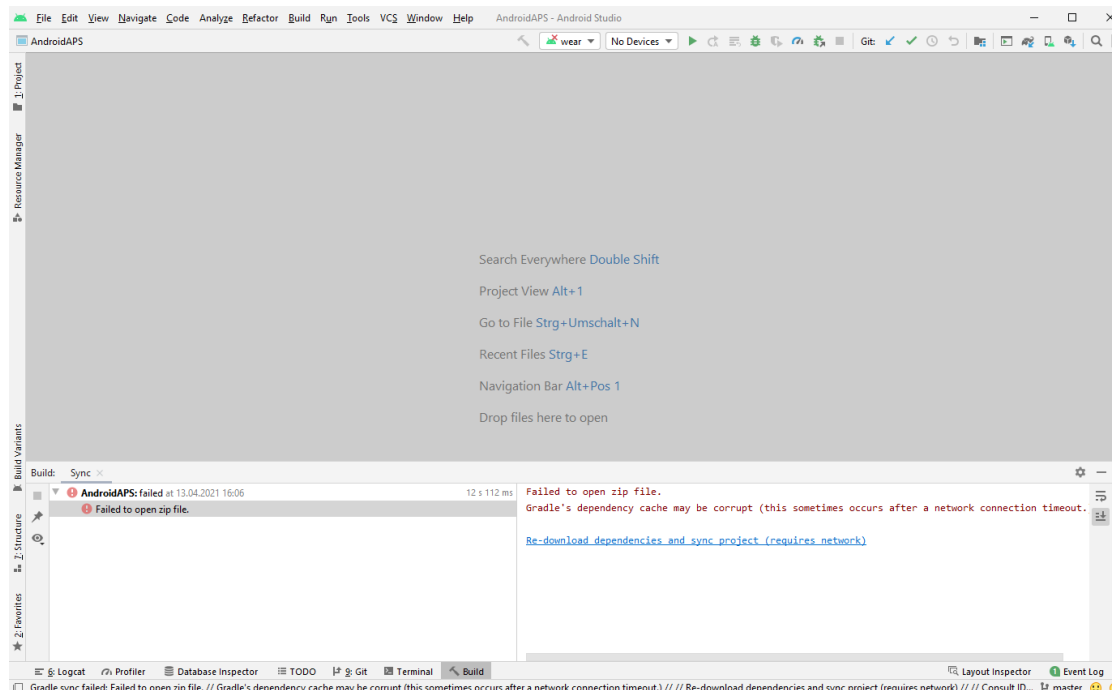 File Edit View Navigate Code Analyze Refactor Build Run Tools VCS Window Help AndroidAPS - Android Studio
AndroidAPS wear No Devices Git:
1: Project
Resource Manager
Build Variants
7: Structure
2: Favorites
Search Everywhere Double Shift
Project View Alt+1
Go to File Strg+Umschalt+N
Recent Files Strg+E
Navigation Bar Alt+Pos 1
Drop files here to open
Build: Sync
AndroidAPS: failed at 13.04.2021 16:06 12 s 112 ms
Failed to open zip file.
Failed to open zip file.
Gradle's dependency cache may be corrupt (this sometimes occurs after a network connection timeout.
Re-download dependencies and sync project (requires network)
6: Logcat Profiler Database Inspector TODO 9: Git Terminal Build Layout Inspector 1 Event Log
Gradle sync failed: Failed to open zip file. // Gradle's dependency cache may be corrupt (this sometimes occurs after a network connection timeout.) // // Re-download dependencies and sync project (requires network) // // Consult ID... master